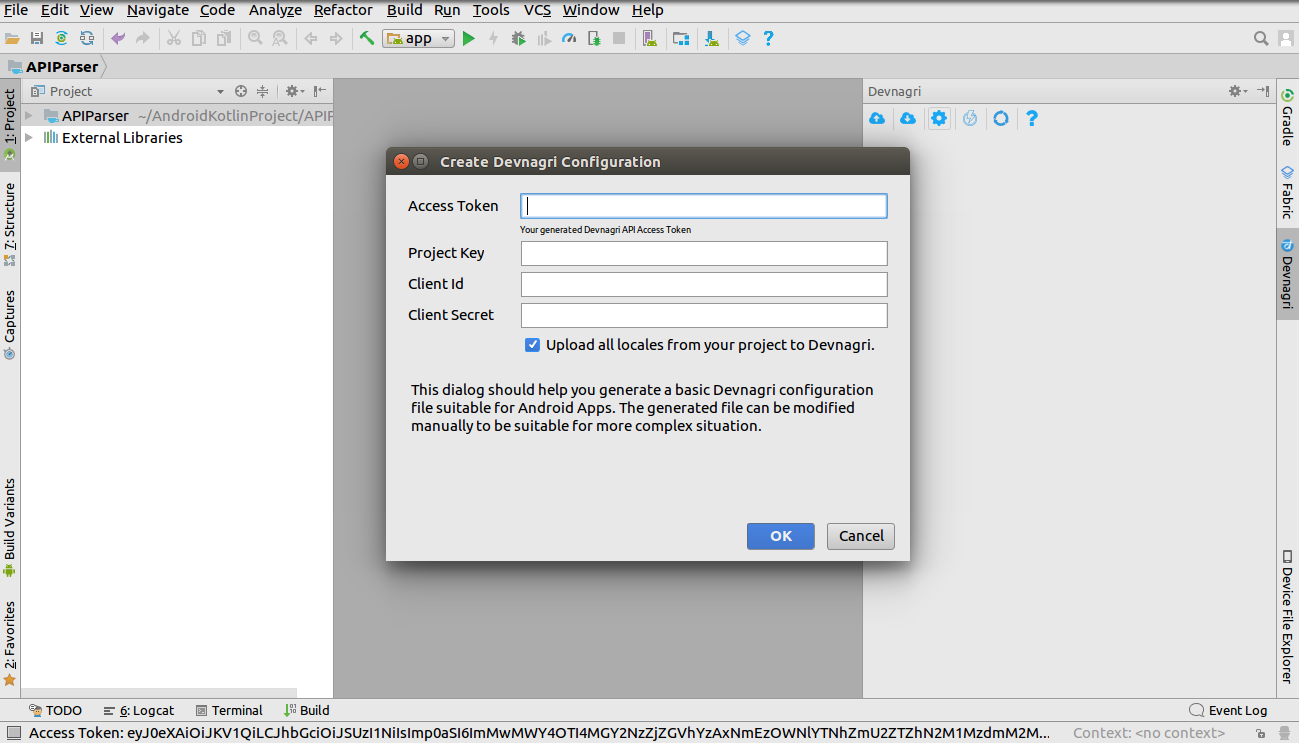 File Edit View Navigate Code Analyze Refactor Build Run Tools VCS Window Help
app
APIParser
Project
Devnagri
1: Project
7: Structure
Captures
Build Variants
2: Favorites
APIParser ~/AndroidKotlinProject/APIP
External Libraries
Create Devnagri Configuration
Access Token
Your generated Devnagri API Access Token
Project Key
Client Id
Client Secret
Upload all locales from your project to Devnagri.
This dialog should help you generate a basic Devnagri configuration
file suitable for Android Apps. The generated file can be modified
manually to be suitable for more complex situation.
OK Cancel
Gradle
Fabric
Devnagri
Device File Explorer
TODO 6: Logcat Terminal Build Event Log
Access Token: eyJ0eXAiOiJKV1QiLCJhbGciOiJSUzI1NiIsImp0aSI6ImMwMWY4OTI4MGY2NzZjZGVhYzAxNmEzOWNlYTNhZmU2ZTZhN2M1MzdmM2M... Context: <no context>